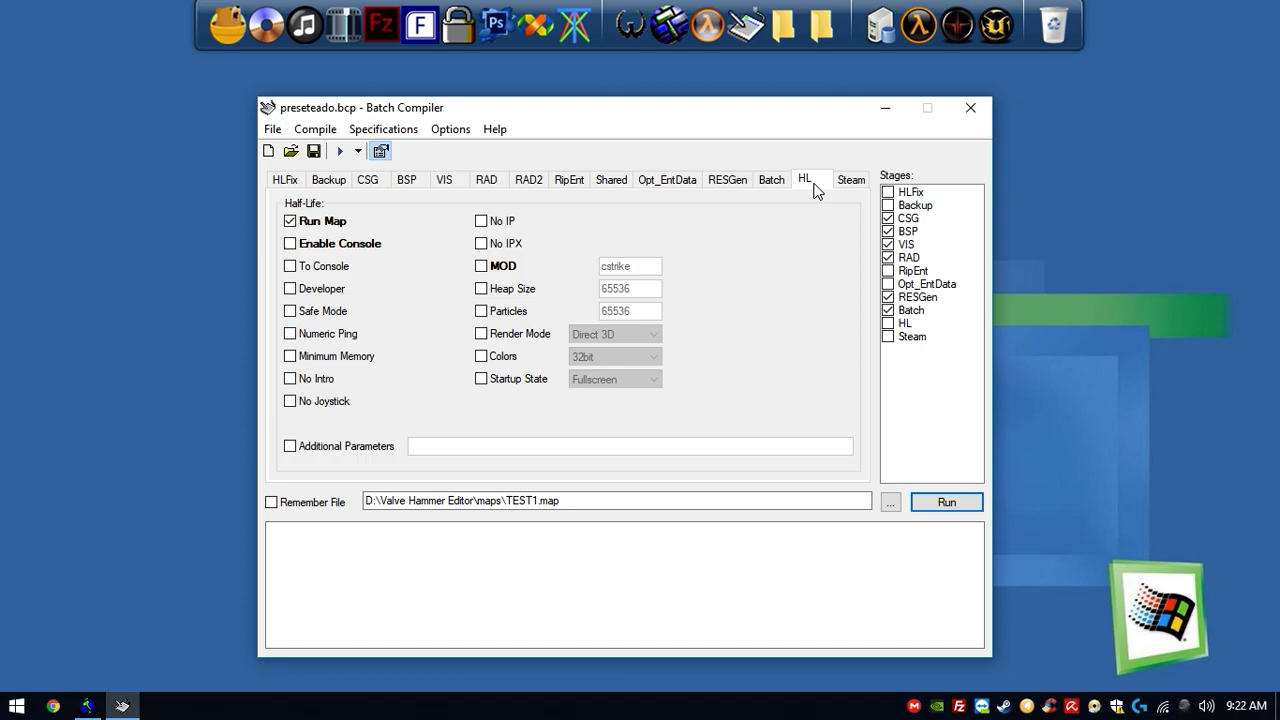 Fz
F
Ps
preseteado.bcp - Batch Compiler
File Compile Specifications Options Help
HLFix Backup CSG BSP VIS RAD RAD2 RipEnt Shared Opt_EntData RESGen Batch HL Steam
Stages:
HLFix
Backup
CSG
BSP
VIS
RAD
RipEnt
Opt_EntData
RESGen
Batch
HL
Steam
Half-Life:
Run Map
Enable Console
To Console
Developer
Safe Mode
Numeric Ping
Minimum Memory
No Intro
No Joystick
No IP
No IPX
MOD cstrike
Heap Size 65536
Particles 65536
Render Mode Direct 3D
Colors 32bit
Startup State Fullscreen
Additional Parameters
Remember File D:\Valve Hammer Editor\maps\TEST1.map ... Run
9:22 AM